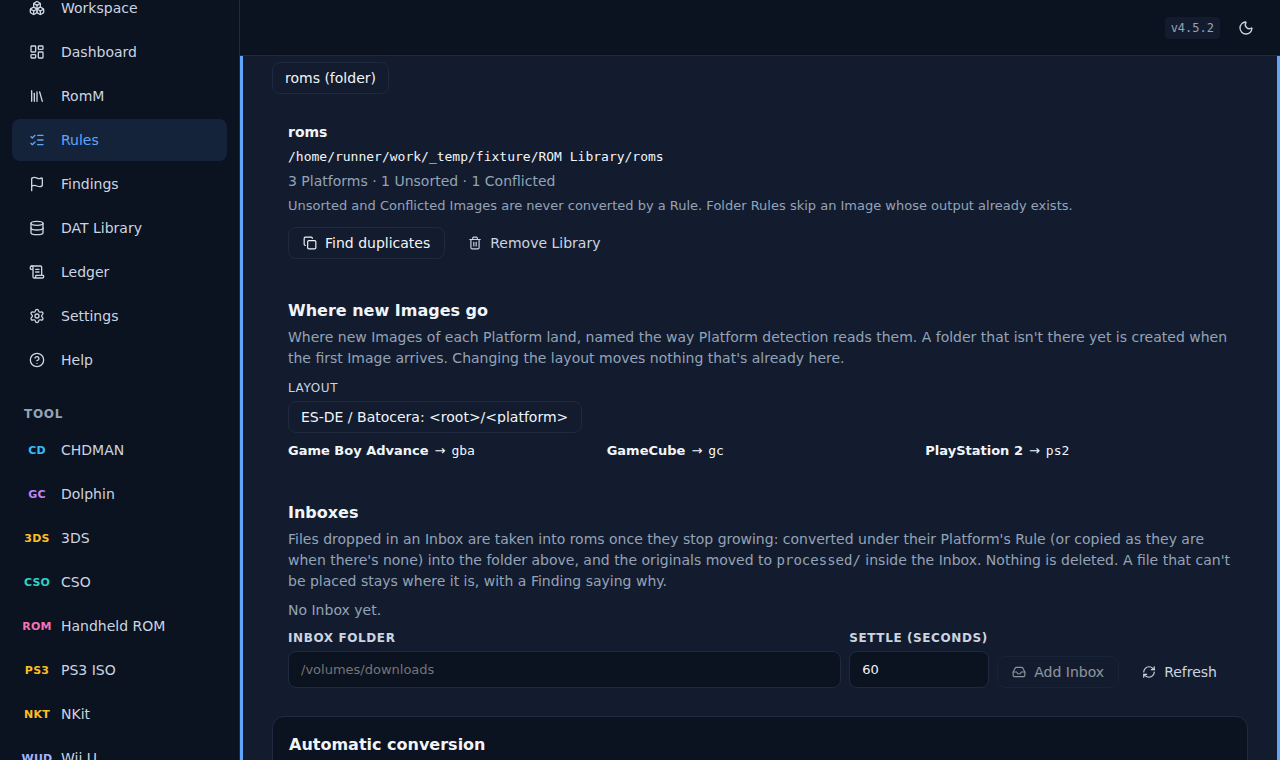 Workspace
Dashboard
RomM
Rules
Findings
DAT Library
Ledger
Settings
Help
TOOL
CD CHDMAN
GC Dolphin
3DS 3DS
CSO CSO
ROM Handheld ROM
PS3 PS3 ISO
NKT NKit
WUD Wii U
v4.5.2
roms (folder)
roms
/home/runner/work/_temp/fixture/ROM Library/roms
3 Platforms · 1 Unsorted · 1 Conflicted
Unsorted and Conflicted Images are never converted by a Rule. Folder Rules skip an Image whose output already exists.
Find duplicates Remove Library
Where new Images go
Where new Images of each Platform land, named the way Platform detection reads them. A folder that isn't there yet is created when
the first Image arrives. Changing the layout moves nothing that's already here.
LAYOUT
ES-DE / Batocera: <root>/<platform>
Game Boy Advance → gba GameCube → gc PlayStation 2 → ps2
Inboxes
Files dropped in an Inbox are taken into roms once they stop growing: converted under their Platform's Rule (or copied as they are
when there's none) into the folder above, and the originals moved to processed/ inside the Inbox. Nothing is deleted. A file that can't
be placed stays where it is, with a Finding saying why.
No Inbox yet.
INBOX FOLDER SETTLE (SECONDS)
/volumes/downloads 60 Add Inbox Refresh
Automatic conversion